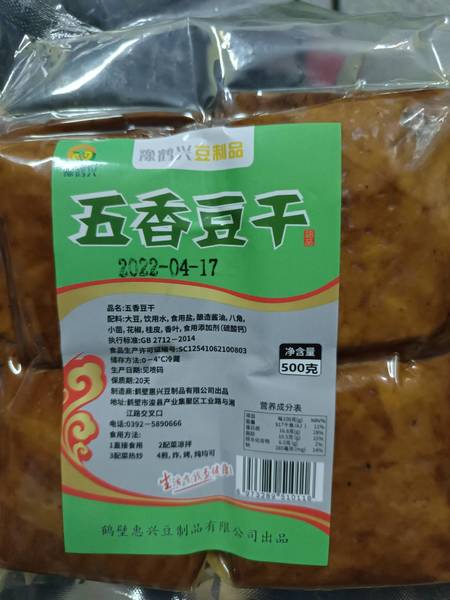 豫鹤兴 豆制品
豫鹤兴
五香豆干
2022-04-17
品名:五香豆干
配料:大豆,饮用水,食用盐,酿造酱油,八角,
小茴,花椒,桂皮,香叶,食用添加剂(硫酸钙)
执行标准:GB 2712-2014
食品生产许可证编号:SC12541062100803
储存方法:0-4℃冷藏
生产日期:见喷码
保质期:20天
制造商:鹤壁惠兴豆制品有限公司出品
地址:鹤壁市浚县产业集聚区工业路与湘
江路交叉口
电话:0392-5890666
食用方法:
1直接食用 2配菜凉拌
3配菜热炒 4煎,炸,烤,炖均可
净含量
500克
营养成分表
鹤壁惠兴豆制品有限公司出品